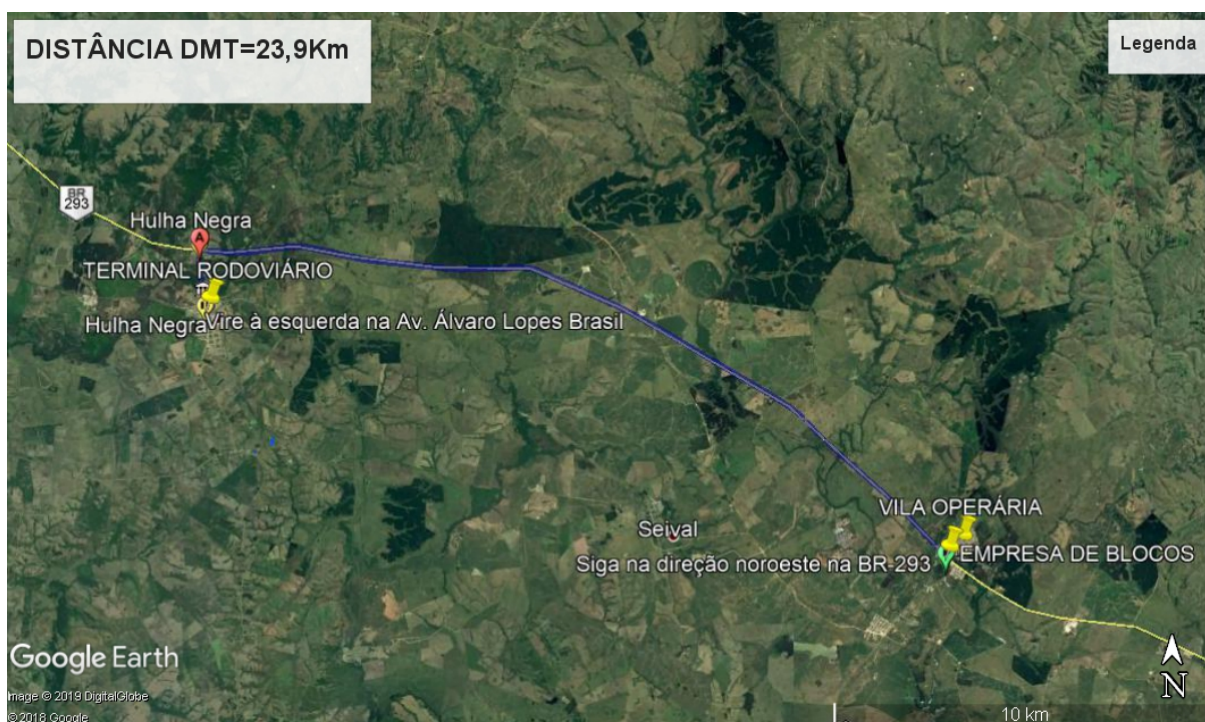 DISTÂNCIA DMT=23,9Km
Legenda
BR
293
Hulha Negra
A
TERMINAL RODOVIÁRIO
Hulha Negra
Vire à esquerda na Av. Álvaro Lopes Brasil
VILA OPERÁRIA
Seival
EMPRESA DE BLOCOS
Siga na direção noroeste na BR-293
Google Earth
N
Image © 2019 DigitalGlobe
© 2018 Google
10 km